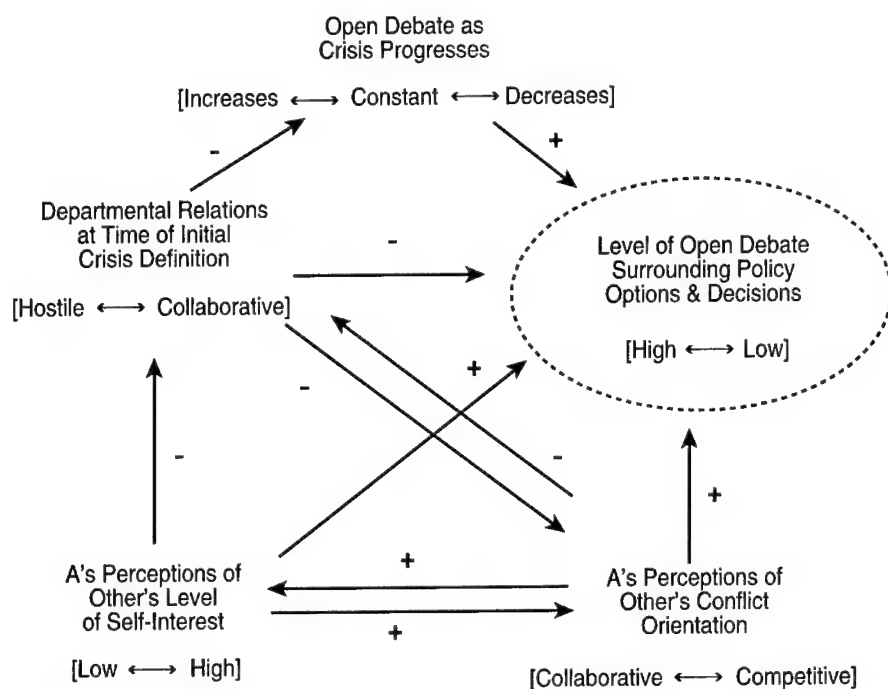 Open Debate as
Crisis Progresses
[Increases ⟷ Constant ⟷ Decreases]
-
+
Departmental Relations
at Time of Initial
Crisis Definition
[Hostile ⟷ Collaborative]
-
Level of Open Debate
Surrounding Policy
Options & Decisions
[High ⟷ Low]
+
-
-
-
+
+
A's Perceptions of
Other's Level
of Self-Interest
[Low ⟷ High]
+
A's Perceptions of
Other's Conflict
Orientation
[Collaborative ⟷ Competitive]